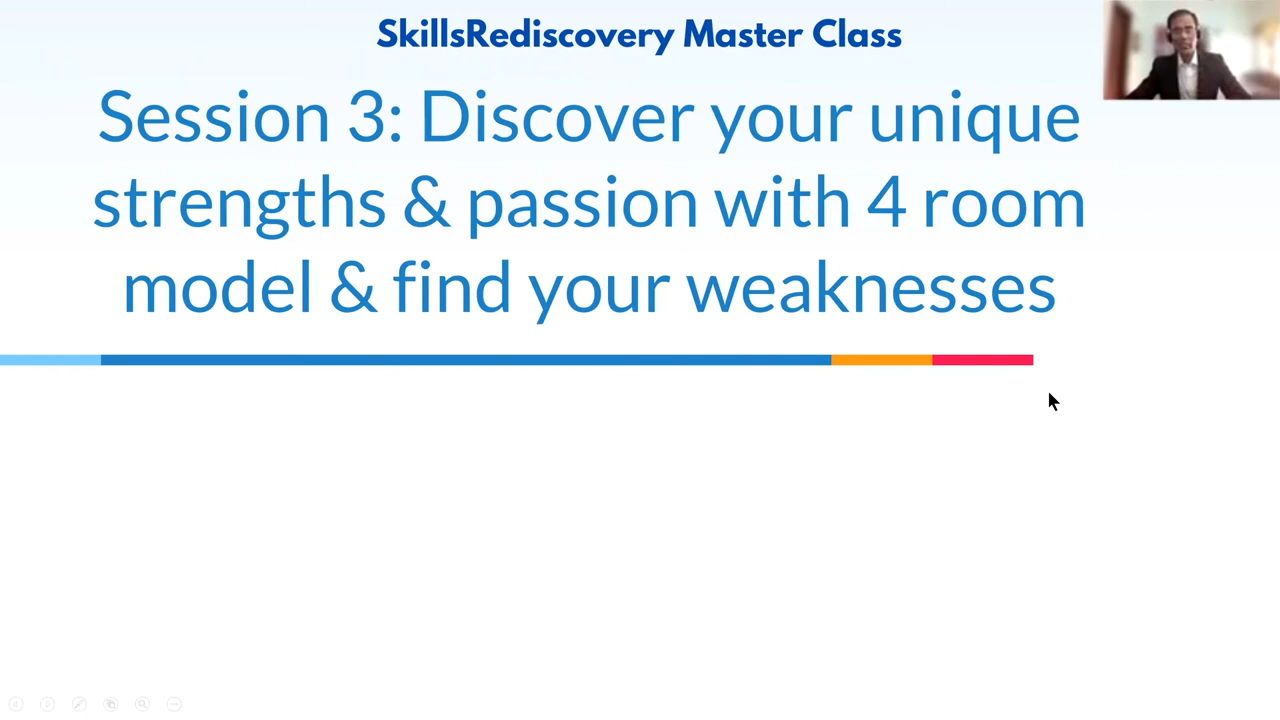 SkillsRediscovery Master Class
Session 3: Discover your unique
strengths & passion with 4 room
model & find your weaknesses